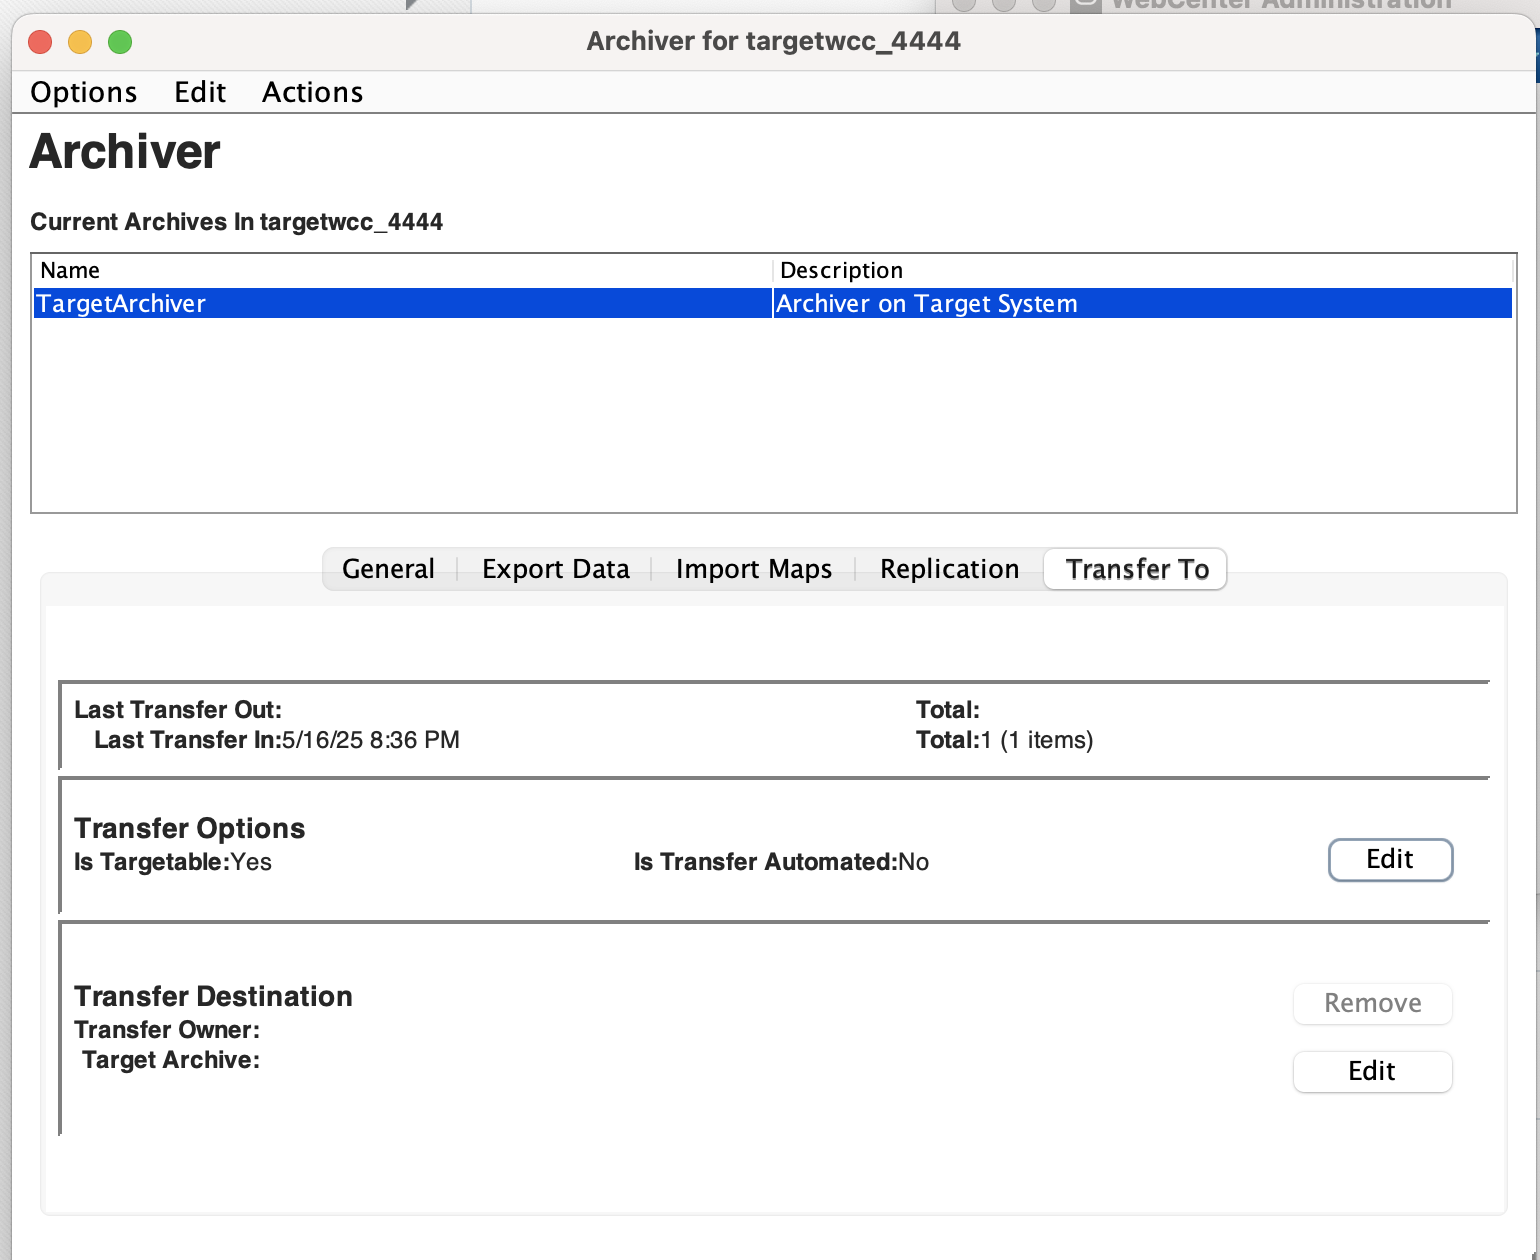 WebCenter Administration
Archiver for targetwcc_4444
Options Edit Actions
Archiver
Current Archives In targetwcc_4444
Name Description
TargetArchiver Archiver on Target System
General Export Data Import Maps Replication Transfer To
Last Transfer Out: Total:
Last Transfer In:5/16/25 8:36 PM Total:1 (1 items)
Transfer Options
Is Targetable:Yes Is Transfer Automated:No Edit
Transfer Destination
Remove
Transfer Owner:
Target Archive:
Edit